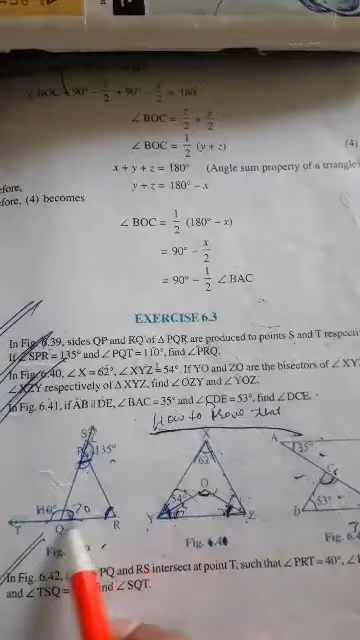 ∠BOC = 90° − z/2 + 90° − y/2 = 180°
∠BOC = z/2 + y/2
∠BOC = 1/2 (y + z) (4)
x + y + z = 180° (Angle sum property of a triangle
efore, y + z = 180° − x
efore, (4) becomes
∠BOC = 1/2 (180° − x)
= 90° − x/2
= 90° − 1/2 ∠BAC
EXERCISE 6.3
In Fig. 6.39, sides QP and RQ of Δ PQR are produced to points S and T respecti
If ∠SPR = 135° and ∠PQT = 110°, find ∠PRQ.
In Fig. 6.40, ∠X = 62°, ∠XYZ = 54°. If YO and ZO are the bisectors of ∠XY
∠XZY respectively of Δ XYZ, find ∠OZY and ∠YOZ.
In Fig. 6.41, if AB || DE, ∠BAC = 35° and ∠CDE = 53°, find ∠DCE.
How to prove that
S
P 135°
110° 70
T Q R
X
62°
O
54°
Y Z
Fig. 6.40
A
35°
C
53°
D
Fig. 6.4
In Fig. 6.42, PQ and RS intersect at point T, such that ∠PRT = 40°, ∠
and ∠TSQ = find ∠SQT.